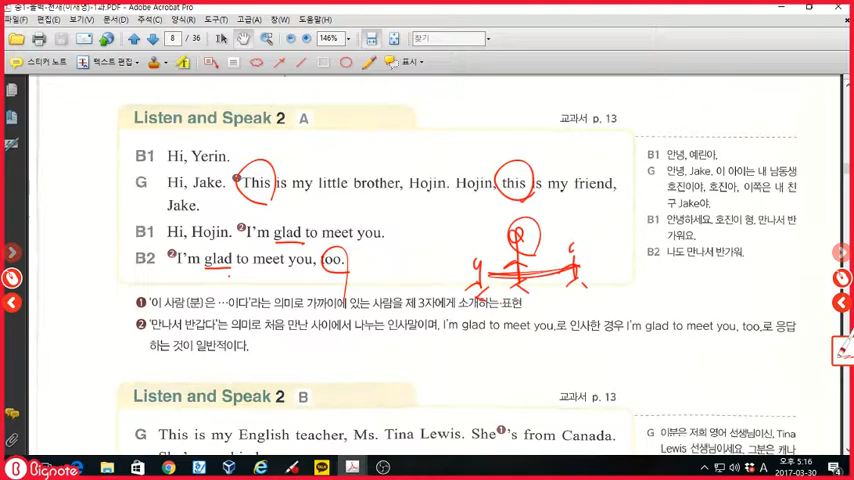 중1-블럭-천재(이재영)-1과.PDF - Adobe Acrobat Pro
파일(F) 편집(E) 보기(V) 문서(D) 주석(C) 양식(R) 도구(T) 고급(A) 창(W) 도움말(H)
8 / 36 146% 찾기
스티커 노트 텍스트 편집 표시
Listen and Speak 2 A 교과서 p. 13
B1 Hi, Yerin.
G Hi, Jake. ❶This is my little brother, Hojin. Hojin, this is my friend,
Jake.
B1 Hi, Hojin. ❷I'm glad to meet you.
B2 ❷I'm glad to meet you, too.
❶ '이 사람(분)은 …이다'라는 의미로 가까이에 있는 사람을 제 3자에게 소개하는 표현
❷ '만나서 반갑다'는 의미로 처음 만난 사이에서 나누는 인사말이며, I'm glad to meet you.로 인사한 경우 I'm glad to meet you, too.로 응답
하는 것이 일반적이다.
B1 안녕, 예린아.
G 안녕, Jake. 이 아이는 내 남동생
호진이야. 호진아, 이쪽은 내 친
구 Jake야.
B1 안녕하세요. 호진이 형. 만나서 반
가워요.
B2 나도 만나서 반가워.
Listen and Speak 2 B 교과서 p. 13
G This is my English teacher, Ms. Tina Lewis. She❶'s from Canada.
G 이분은 저희 영어 선생님이신, Tina
Lewis 선생님이세요. 그분은 캐나
Bignote
오후 5:16
2017-03-30